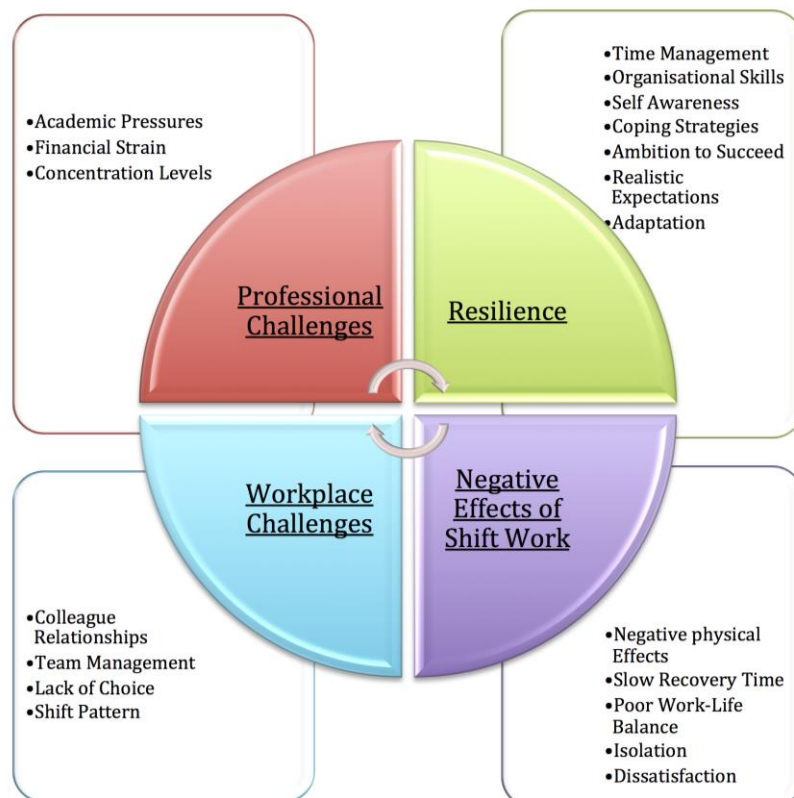 •Academic Pressures
•Financial Strain
•Concentration Levels
•Time Management
•Organisational Skills
•Self Awareness
•Coping Strategies
•Ambition to Succeed
•Realistic
Expectations
•Adaptation
Professional
Challenges
Resilience
Workplace
Challenges
Negative
Effects of
Shift Work
•Colleague
Relationships
•Team Management
•Lack of Choice
•Shift Pattern
•Negative physical
Effects
•Slow Recovery Time
•Poor Work-Life
Balance
•Isolation
•Dissatisfaction